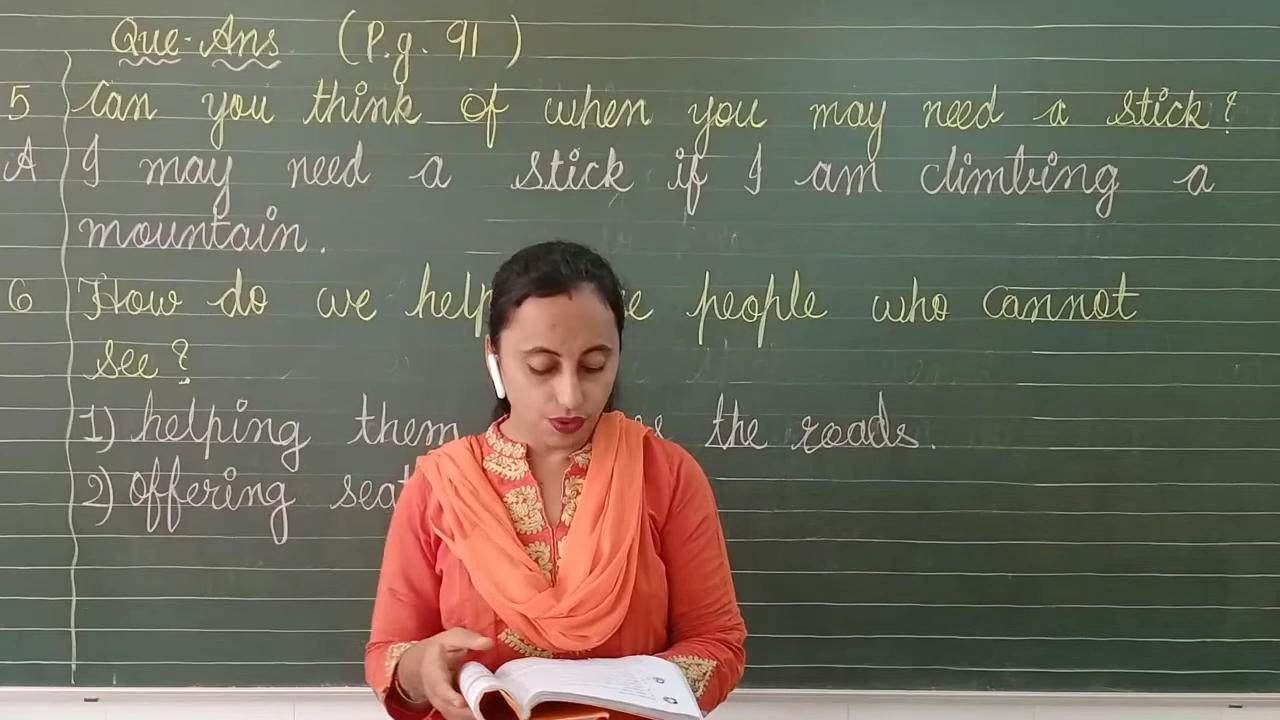 Que- Ans (P.g. 91)
5 Can you think of when you may need a stick?
A I may need a stick if I am climbing a
mountain.
6 How do we help people who cannot
see?
1) helping them the roads.
2) offering